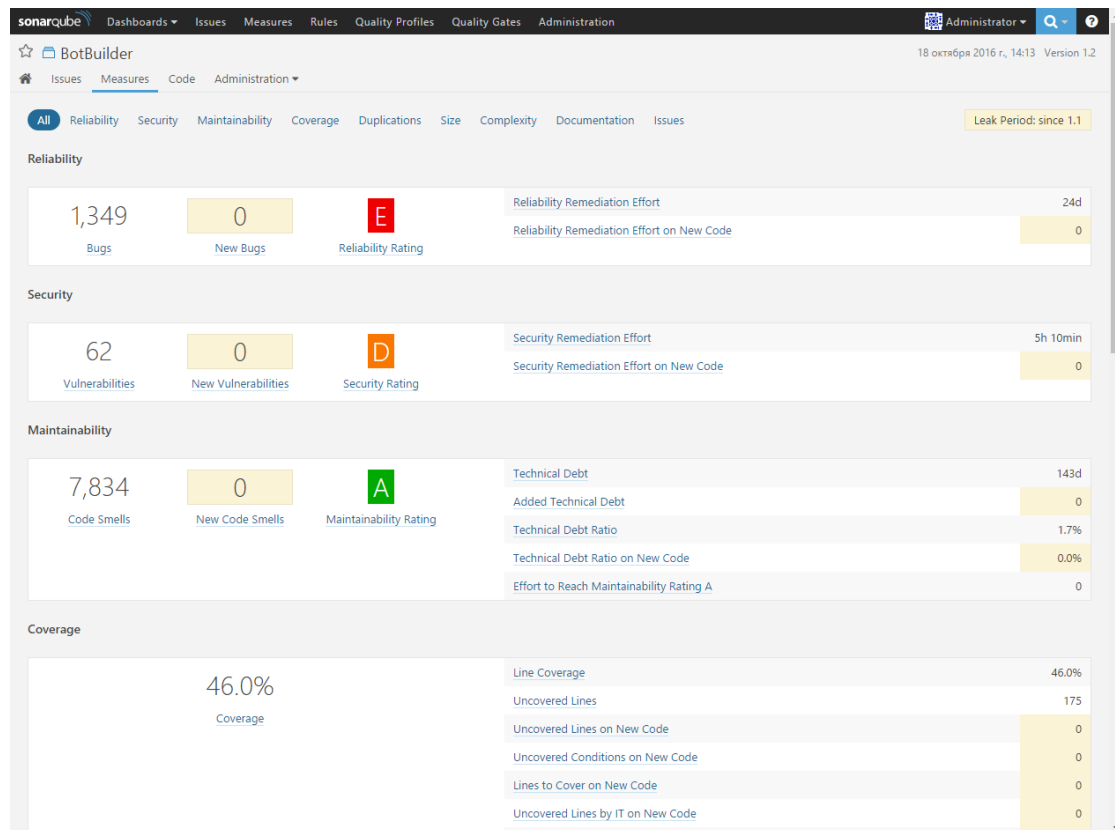 sonarqube Dashboards Issues Measures Rules Quality Profiles Quality Gates Administration Administrator ?
BotBuilder 18 октября 2016 г., 14:13 Version 1.2
Issues Measures Code Administration
All Reliability Security Maintainability Coverage Duplications Size Complexity Documentation Issues Leak Period: since 1.1
Reliability
1,349 0 E
Bugs New Bugs Reliability Rating
Reliability Remediation Effort 24d
Reliability Remediation Effort on New Code 0
Security
62 0 D
Vulnerabilities New Vulnerabilities Security Rating
Security Remediation Effort 5h 10min
Security Remediation Effort on New Code 0
Maintainability
7,834 0 A
Code Smells New Code Smells Maintainability Rating
Technical Debt 143d
Added Technical Debt 0
Technical Debt Ratio 1.7%
Technical Debt Ratio on New Code 0.0%
Effort to Reach Maintainability Rating A 0
Coverage
46.0%
Coverage
Line Coverage 46.0%
Uncovered Lines 175
Uncovered Lines on New Code 0
Uncovered Conditions on New Code 0
Lines to Cover on New Code 0
Uncovered Lines by IT on New Code 0